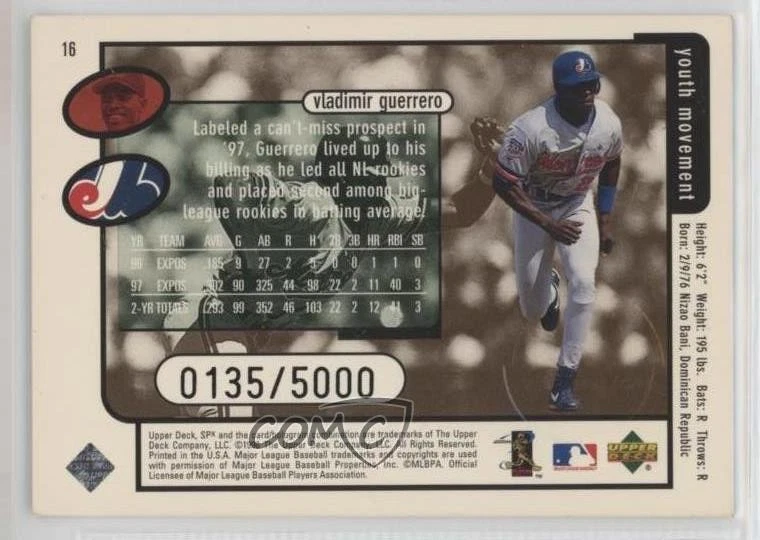 16
youth movement
vladimir guerrero
Labeled a can't-miss prospect in
'97, Guerrero lived up to his
billing as he led all NL rookies
and placed second among big-
league rookies in batting average.
YR TEAM AVG G AB R H 2B 3B HR RBI SB
96 EXPOS .185 9 27 2 5 0 0 1 1 0
97 EXPOS .302 90 325 44 98 22 2 11 40 3
2-YR TOTALS .293 99 352 46 103 22 2 12 41 3
Height: 6'2" Weight: 195 lbs. Bats: R Throws: R
Born: 2/9/76 Nizao Bani, Dominican Republic
0135/5000
COMC
Upper Deck, SPx and the card/hologram combination are trademarks of The Upper
Deck Company, LLC. © The Upper Deck Company, LLC. All Rights Reserved.
Printed in the U.S.A. Major League Baseball trademarks and copyrights are used
with permission of Major League Baseball Properties, Inc. ©MLBPA. Official
Licensee of Major League Baseball Players Association.
UPPER
DECK